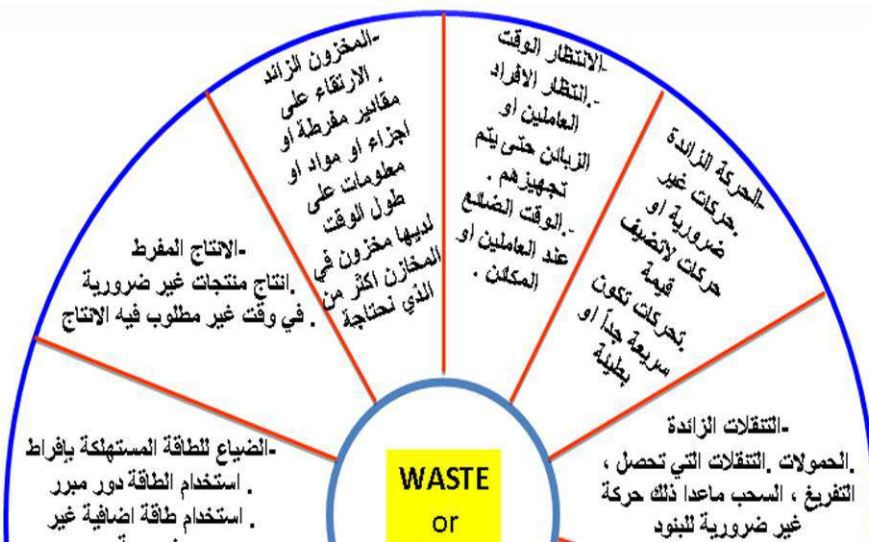 -المخزون الزائد
. الارتقاء على
مقادير مفرطة او
اجزاء او مواد او
معلومات على
طول الوقت
لديها مخزون في
المخازن اكثر من
الذي نحتاجة
-الانتظار الوقت
-.انتظار الافراد
العاملين او
الزبائن حتى يتم
تجهيزهم .
-.الوقت الضائع
عند العاملين او
المكائن .
-الحركة الزائدة
.حركات غير
ضرورية او
حركات لاتضيف
قيمة
.تحركات تكون
سريعة جداً او
بطيئة
-الانتاج المفرط
.انتاج منتجات غير ضرورية
. في وقت غير مطلوب فيه الانتاج
-التنقلات الزائدة
.الحمولات .التنقلات التي تحصل ،
التفريغ ، السحب ماعدا ذلك حركة
غير ضرورية للبنود
-الضياع للطاقة المستهلكة بإفراط
. استخدام الطاقة دور مبرر
. استخدام طاقة اضافية غير
WASTE
or